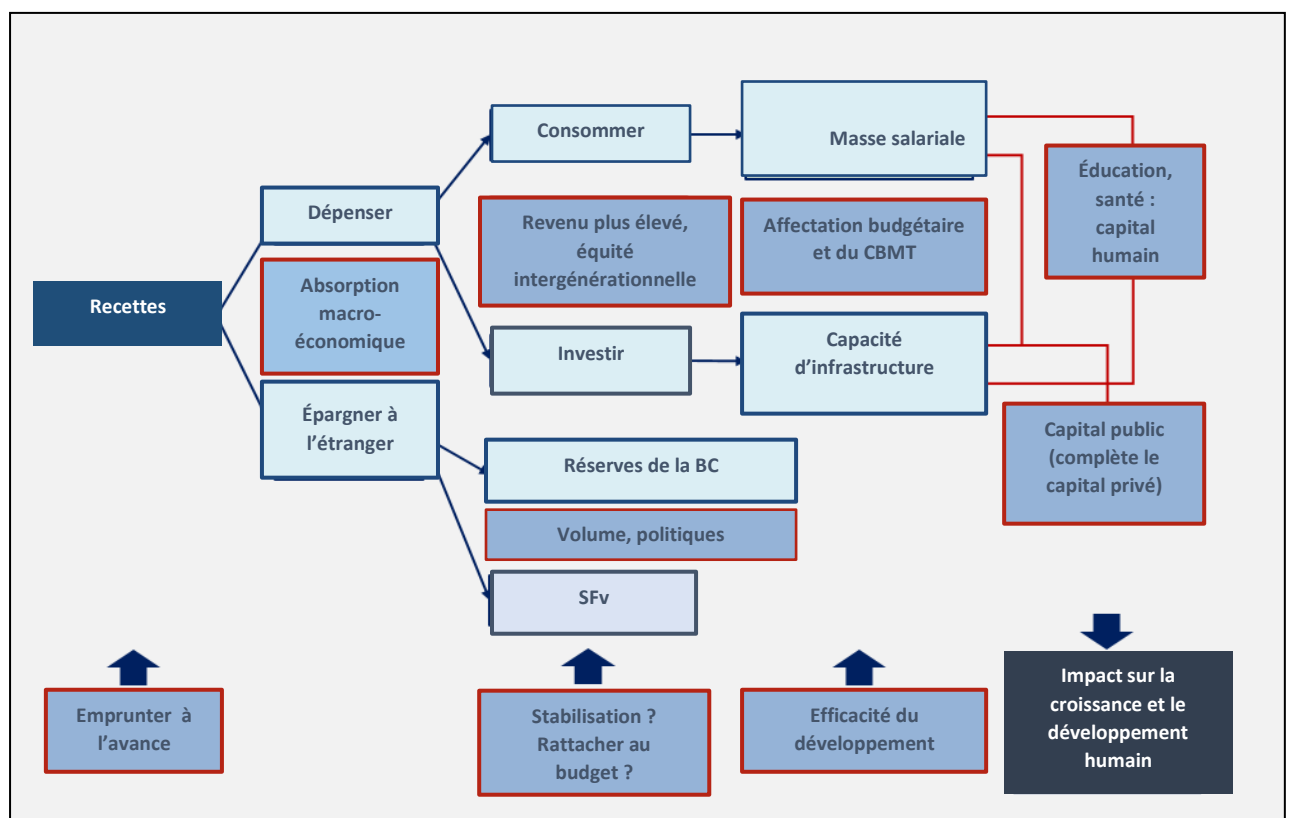 Consommer
Masse salariale
Éducation,
santé :
capital
humain
Dépenser
Revenu plus élevé,
équité
intergénérationnelle
Affectation budgétaire
et du CBMT
Recettes
Absorption
macro-
économique
Investir
Capacité
d’infrastructure
Épargner à
l’étranger
Capital public
(complète le
capital privé)
Réserves de la BC
Volume, politiques
SFv
Emprunter à
l’avance
Stabilisation ?
Rattacher au
budget ?
Efficacité du
développement
Impact sur la
croissance et le
développement
humain